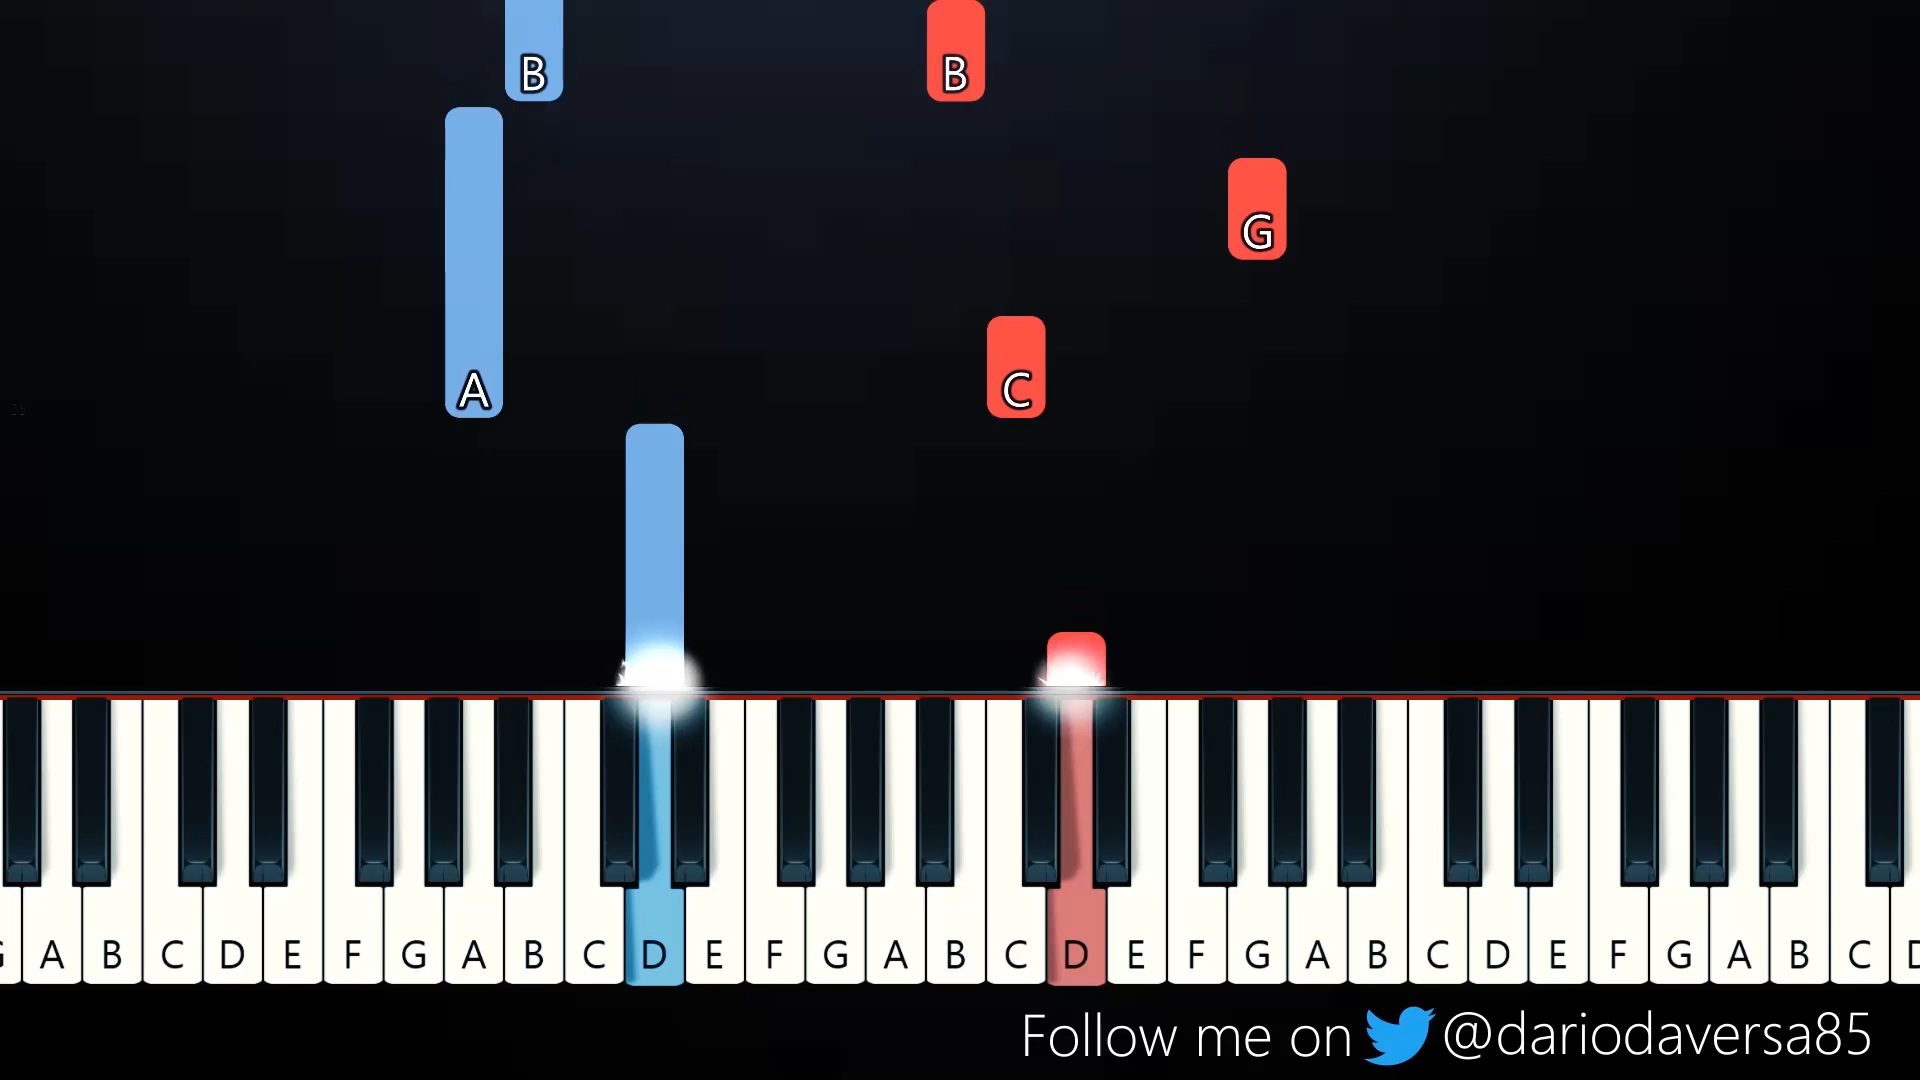 B B
G
A C
A B C D E F G A B C D E F G A B C D E F G A B C D E F G A B C
Follow me on @dariodaversa85